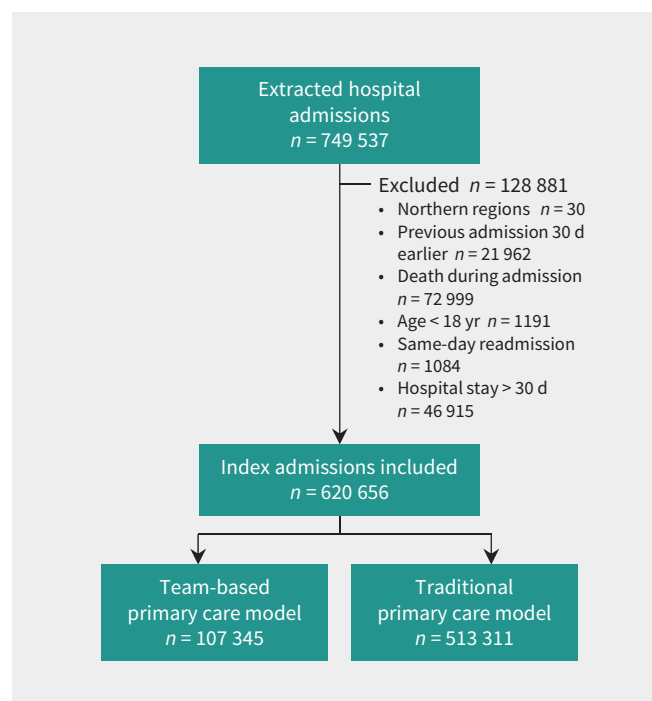 Extracted hospital
admissions
n = 749 537
Excluded n = 128 881
• Northern regions n = 30
• Previous admission 30 d
earlier n = 21 962
• Death during admission
n = 72 999
• Age < 18 yr n = 1191
• Same-day readmission
n = 1084
• Hospital stay > 30 d
n = 46 915
Index admissions included
n = 620 656
Team-based
primary care model
n = 107 345
Traditional
primary care model
n = 513 311